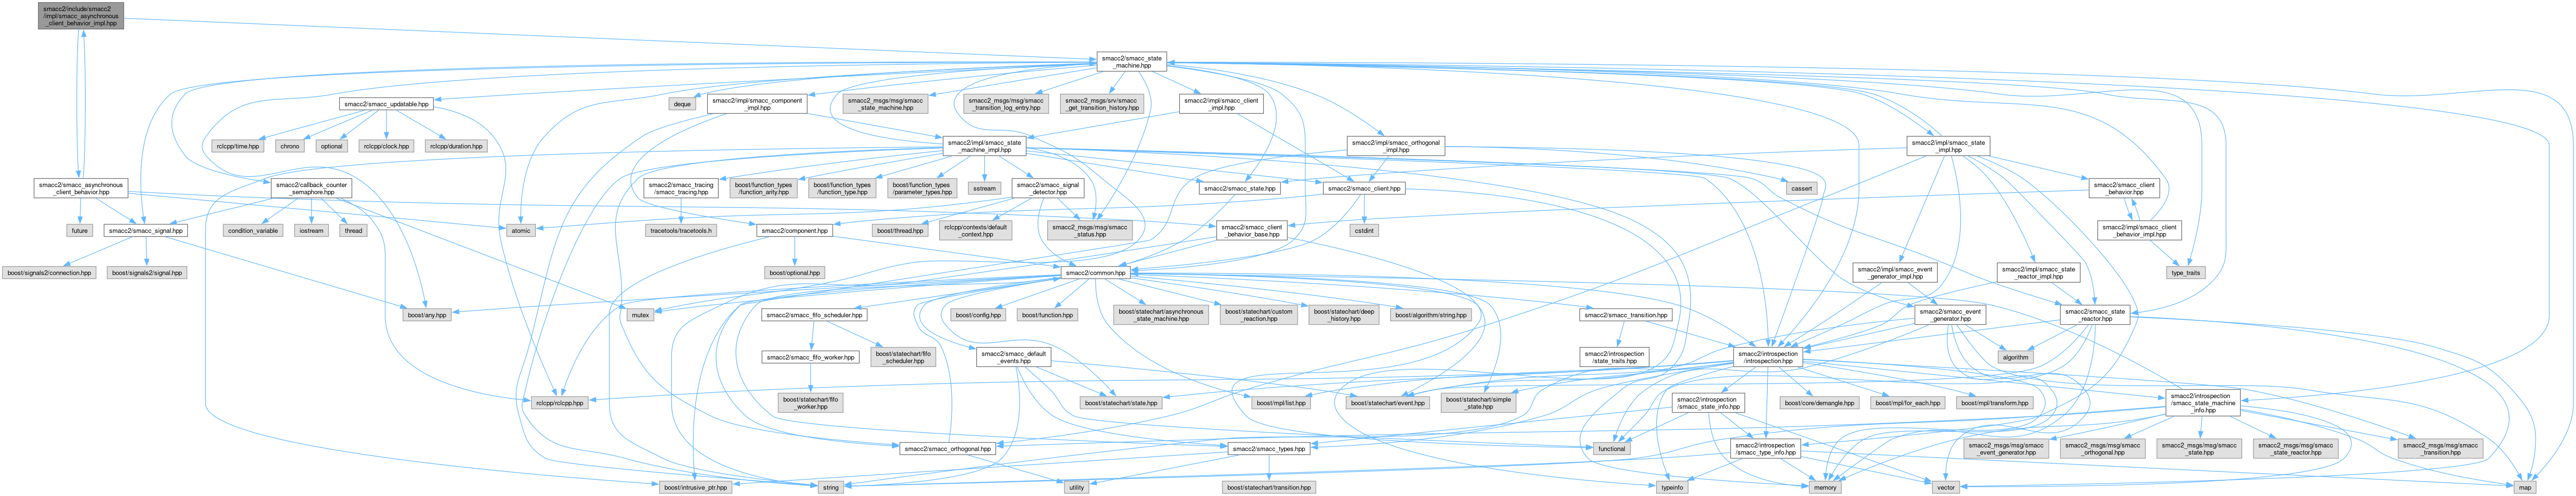 smacc2/include/smacc2
/impl/smacc_asynchronous
_client_behavior_impl.hpp
smacc2/smacc_state
_machine.hpp
smacc2/smacc_updatable.hpp
deque
smacc2/impl/smacc_component
_impl.hpp
smacc2_msgs/msg/smacc
_state_machine.hpp
smacc2_msgs/msg/smacc
_transition_log_entry.hpp
smacc2_msgs/srv/smacc
_get_transition_history.hpp
smacc2/impl/smacc_client
_impl.hpp
rclcpp/time.hpp
chrono
optional
rclcpp/clock.hpp
rclcpp/duration.hpp
smacc2/impl/smacc_state
_machine_impl.hpp
smacc2/impl/smacc_orthogonal
_impl.hpp
smacc2/impl/smacc_state
_impl.hpp
smacc2/smacc_asynchronous
_client_behavior.hpp
smacc2/callback_counter
_semaphore.hpp
smacc2/smacc_tracing
/smacc_tracing.hpp
boost/function_types
/function_arity.hpp
boost/function_types
/function_type.hpp
boost/function_types
/parameter_types.hpp
sstream
smacc2/smacc_signal
_detector.hpp
smacc2/smacc_state.hpp
smacc2/smacc_client.hpp
cassert
smacc2/smacc_client
_behavior.hpp
future
smacc2/smacc_signal.hpp
condition_variable
iostream
thread
atomic
tracetools/tracetools.h
smacc2/component.hpp
boost/thread.hpp
rclcpp/contexts/default
_context.hpp
smacc2_msgs/msg/smacc
_status.hpp
smacc2/smacc_client
_behavior_base.hpp
cstdint
smacc2/impl/smacc_client
_behavior_impl.hpp
boost/signals2/connection.hpp
boost/signals2/signal.hpp
boost/optional.hpp
smacc2/common.hpp
smacc2/impl/smacc_event
_generator_impl.hpp
smacc2/impl/smacc_state
_reactor_impl.hpp
type_traits
boost/any.hpp
mutex
smacc2/smacc_fifo_scheduler.hpp
boost/config.hpp
boost/function.hpp
boost/statechart/asynchronous
_state_machine.hpp
boost/statechart/custom
_reaction.hpp
boost/statechart/deep
_history.hpp
boost/algorithm/string.hpp
smacc2/smacc_transition.hpp
smacc2/smacc_event
_generator.hpp
smacc2/smacc_state
_reactor.hpp
smacc2/smacc_fifo_worker.hpp
boost/statechart/fifo
_scheduler.hpp
smacc2/smacc_default
_events.hpp
smacc2/introspection
/state_traits.hpp
smacc2/introspection
/introspection.hpp
algorithm
rclcpp/rclcpp.hpp
boost/statechart/fifo
_worker.hpp
boost/statechart/state.hpp
boost/mpl/list.hpp
boost/statechart/event.hpp
boost/statechart/simple
_state.hpp
smacc2/introspection
/smacc_state_info.hpp
boost/core/demangle.hpp
boost/mpl/for_each.hpp
boost/mpl/transform.hpp
smacc2/introspection
/smacc_state_machine
_info.hpp
smacc2/smacc_orthogonal.hpp
smacc2/smacc_types.hpp
functional
smacc2/introspection
/smacc_type_info.hpp
smacc2_msgs/msg/smacc
_event_generator.hpp
smacc2_msgs/msg/smacc
_orthogonal.hpp
smacc2_msgs/msg/smacc
_state.hpp
smacc2_msgs/msg/smacc
_state_reactor.hpp
smacc2_msgs/msg/smacc
_transition.hpp
boost/intrusive_ptr.hpp
string
utility
boost/statechart/transition.hpp
typeinfo
memory
vector
map